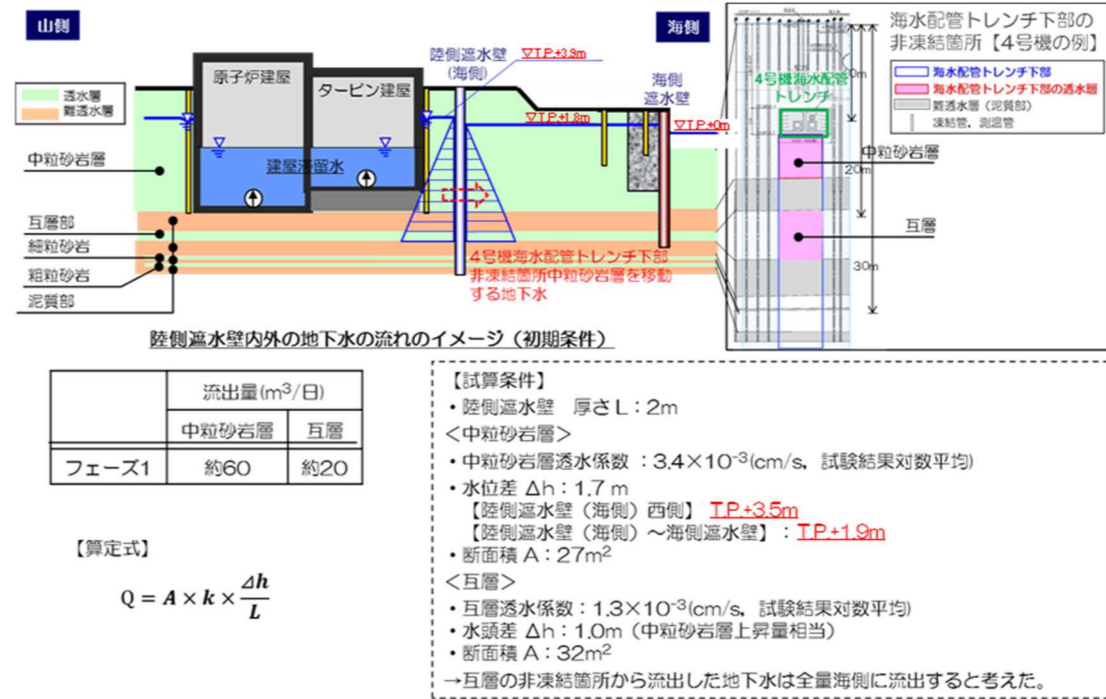 山側
海側
陸側遮水壁
(海側)
▽T.P.+3.9m
原子炉建屋
タービン建屋
海側
遮水壁
▽T.P.+1.8m
▽T.P.+0m
透水層
難透水層
建屋滞留水
中粒砂岩層
互層部
細粒砂岩
粗粒砂岩
泥質部
4号機海水配管トレンチ下部
非凍結箇所中粒砂岩層を移動
する地下水
海水配管トレンチ下部の
非凍結箇所【4号機の例】
4号機海水配管
トレンチ
海水配管トレンチ下部
海水配管トレンチ下部の透水層
難透水層(泥質部)
凍結管,測温管
中粒砂岩層
20m
互層
30m
陸側遮水壁内外の地下水の流れのイメージ(初期条件)
流出量(m³/日)
中粒砂岩層 互層
フェーズ1 約60 約20
【算定式】
Q = A × k × Δh/L
【試算条件】
・陸側遮水壁 厚さL:2m
<中粒砂岩層>
・中粒砂岩層透水係数:3.4×10⁻³(cm/s,試験結果対数平均)
・水位差 Δh:1.7 m
【陸側遮水壁(海側)西側】 T.P.+3.5m
【陸側遮水壁(海側)~海側遮水壁】: T.P.+1.9m
・断面積 A:27m²
<互層>
・互層透水係数:1.3×10⁻³(cm/s,試験結果対数平均)
・水頭差 Δh:1.0m(中粒砂岩層上昇量相当)
・断面積 A:32m²
→互層の非凍結箇所から流出した地下水は全量海側に流出すると考えた。